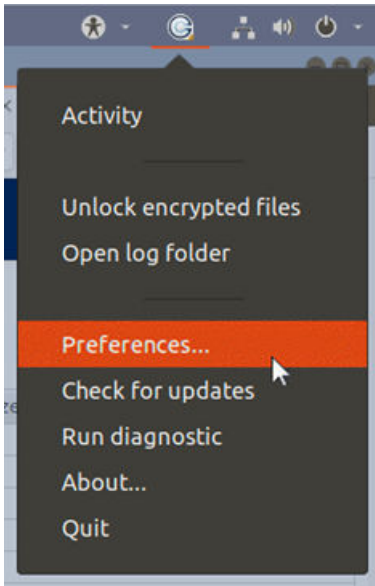 Activity
Unlock encrypted files
Open log folder
Preferences...
Check for updates
Run diagnostic
About...
Quit